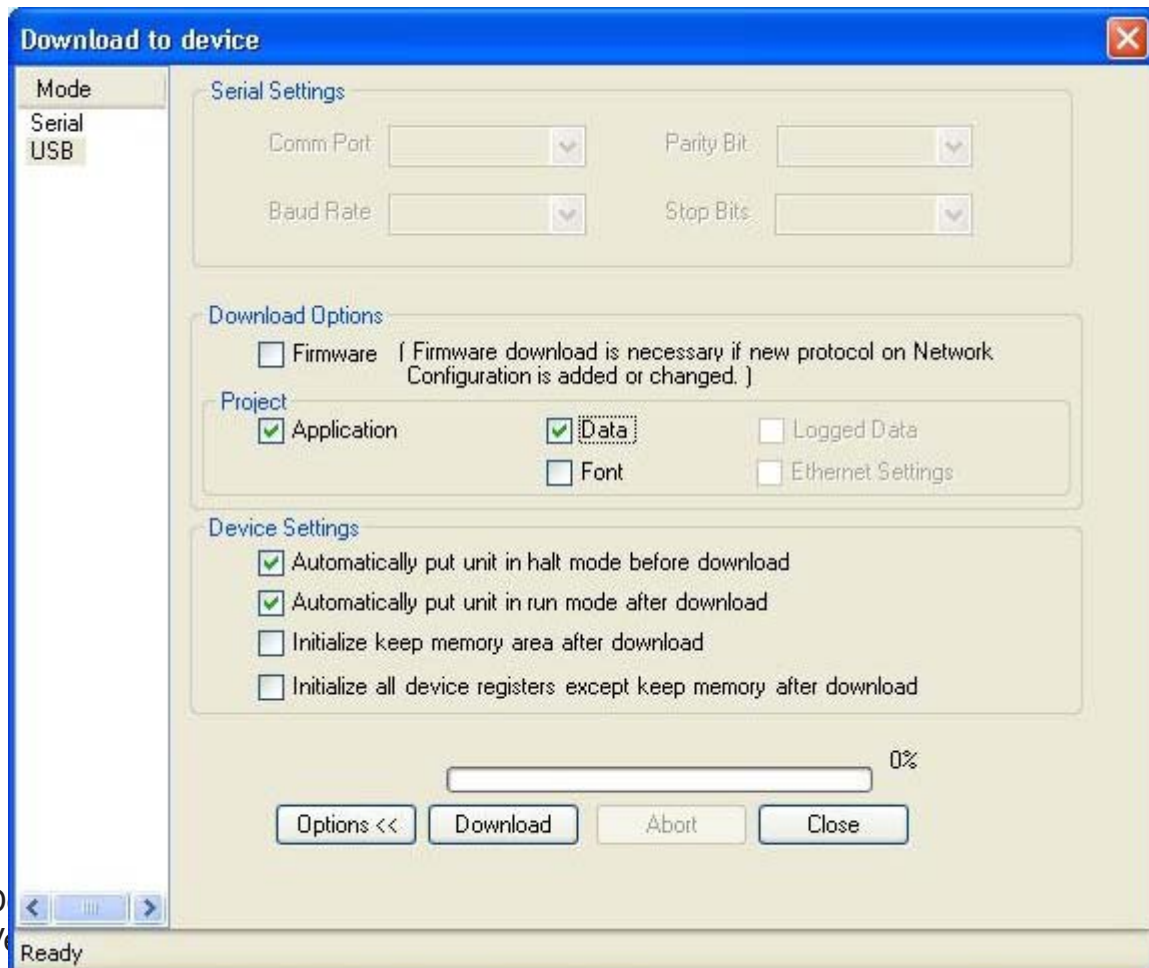 Download to device
Mode
Serial
USB
Serial Settings
Comm Port
Parity Bit
Baud Rate
Stop Bits
Download Options
Firmware ( Firmware download is necessary if new protocol on Network
Configuration is added or changed. )
Project
Application
Data
Logged Data
Font
Ethernet Settings
Device Settings
Automatically put unit in halt mode before download
Automatically put unit in run mode after download
Initialize keep memory area after download
Initialize all device registers except keep memory after download
0%
Options <<
Download
Abort
Close
Ready